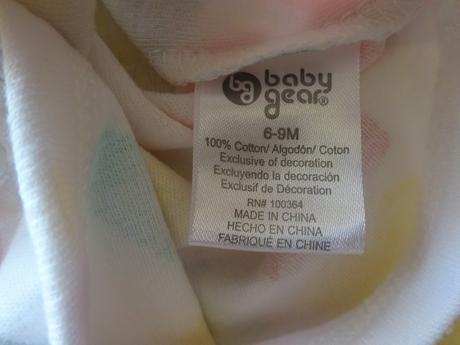 bg baby
gear®
6-9M
100% Cotton/ Algodón/ Coton
Exclusive of decoration
Excluyendo la decoración
Exclusif de Décoration
RN# 100364
MADE IN CHINA
HECHO EN CHINA
FABRIQUÉ EN CHINE